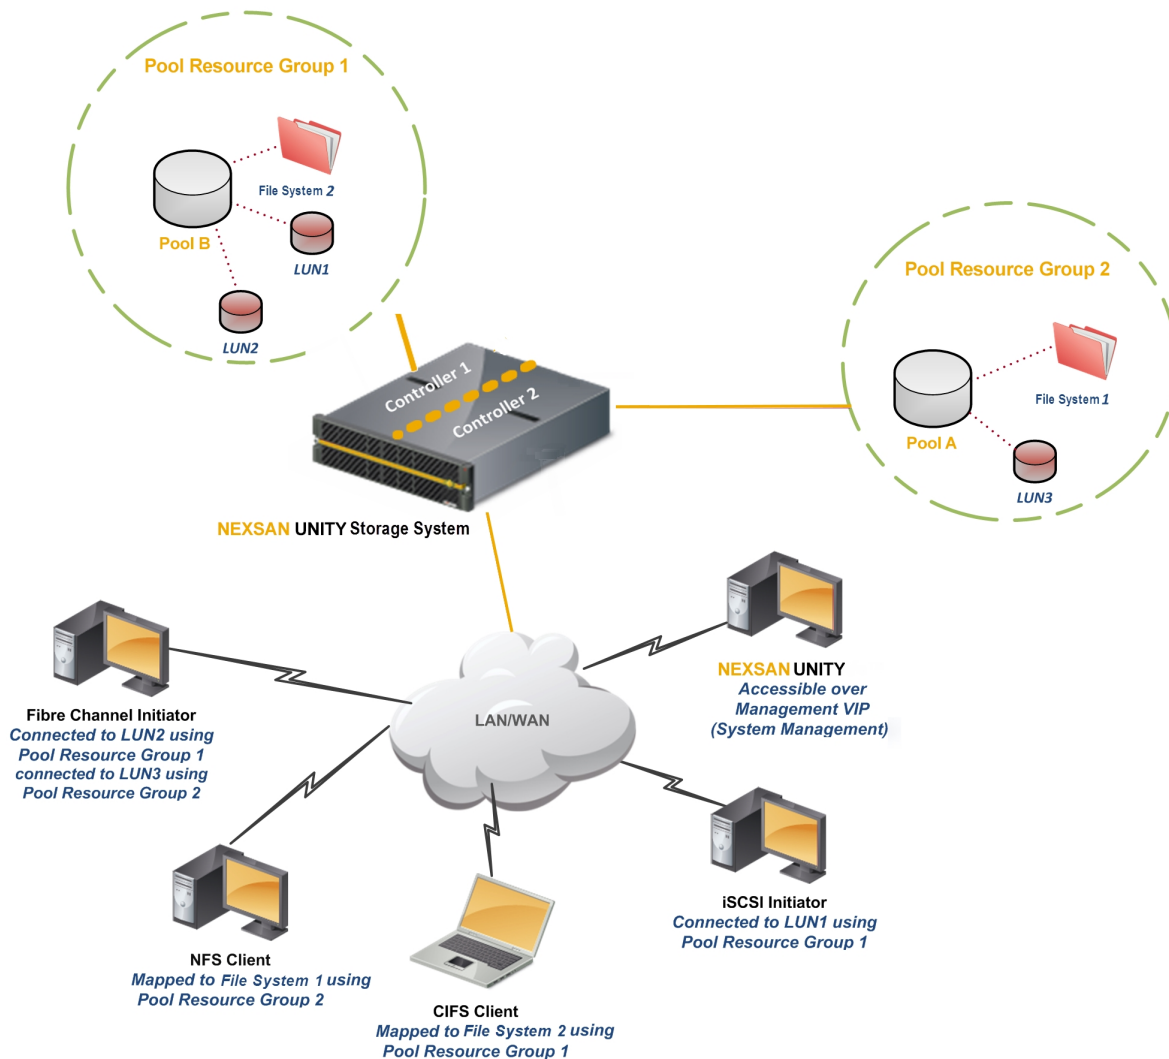 Pool Resource Group 1
File System 2
Pool B
LUN1
LUN2
Pool Resource Group 2
File System 1
Pool A
LUN3
Controller 1
Controller 2
NEXSAN UNITY Storage System
LAN/WAN
NEXSAN UNITY
Accessible over
Management VIP
(System Management)
Fibre Channel Initiator
Connected to LUN2 using
Pool Resource Group 1
connected to LUN3 using
Pool Resource Group 2
iSCSI Initiator
Connected to LUN1 using
Pool Resource Group 1
NFS Client
Mapped to File System 1 using
Pool Resource Group 2
CIFS Client
Mapped to File System 2 using
Pool Resource Group 1